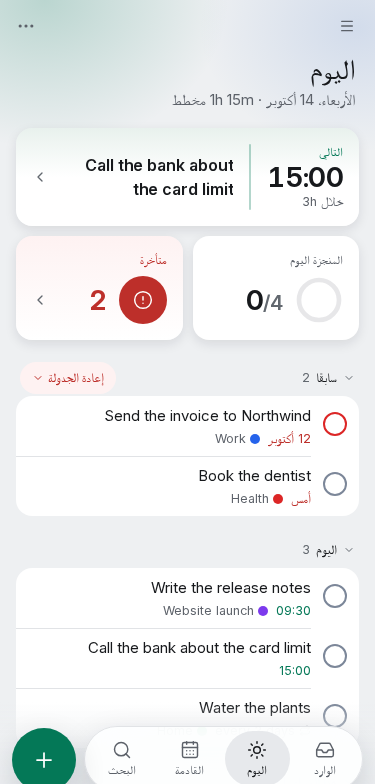 اليوم
الأربعاء، 14 أكتوبر · 1h 15m مخطط
التالي
15:00
خلال 3h
Call the bank about
the card limit
المنجزة اليوم
0/4
متأخرة
2
سابقًا 2
إعادة الجدولة
Send the invoice to Northwind
12 أكتوبر Work
Book the dentist
أمس Health
اليوم 3
Write the release notes
09:30 Website launch
Call the bank about the card limit
15:00
Water the plants
الوارد
اليوم
القادمة
البحث